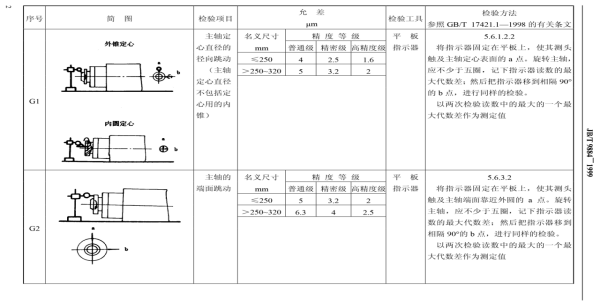 2
序号
简 图
检验项目
允 差
μm
检验工具
检验方法
参照 GB/T 17421.1—1998 的有关条文
G1
外锥定心
a
b
内圆定心
主轴定
心直径的
径向跳动
（主轴
定心直径
不包括定
心用的内
锥）
名义尺寸
mm
精 度 等 级
普通级 精密级 高精度级
≤250 4 2.5 1.6
>250~320 5 3.2 2
平 板
指示器
5.6.1.2.2
将指示器固定在平板上，使其测头
触及主轴定心表面的 a 点。旋转主轴，
应不少于五圈，记下指示器读数的最
大代数差；然后把指示器移到相隔 90°
的 b 点，进行同样的检验。
以两次检验读数中的最大的一个最
大代数差作为测定值
G2
a
b
主轴的
端面跳动
名义尺寸
mm
精 度 等 级
普通级 精密级 高精度级
≤250 5 3.2 2
>250~320 6.3 4 2.5
平 板
指示器
5.6.3.2
将指示器固定在平板上，使其测头
触及主轴端面靠近外圆的 a 点。旋转
主轴，应不少于五圈，记下指示器读
数的最大代数差；然后把指示器移到
相隔 90°的 b 点，进行同样的检验。
以两次检验读数中的最大的一个最
大代数差作为测定值
JB/T 9884—1999